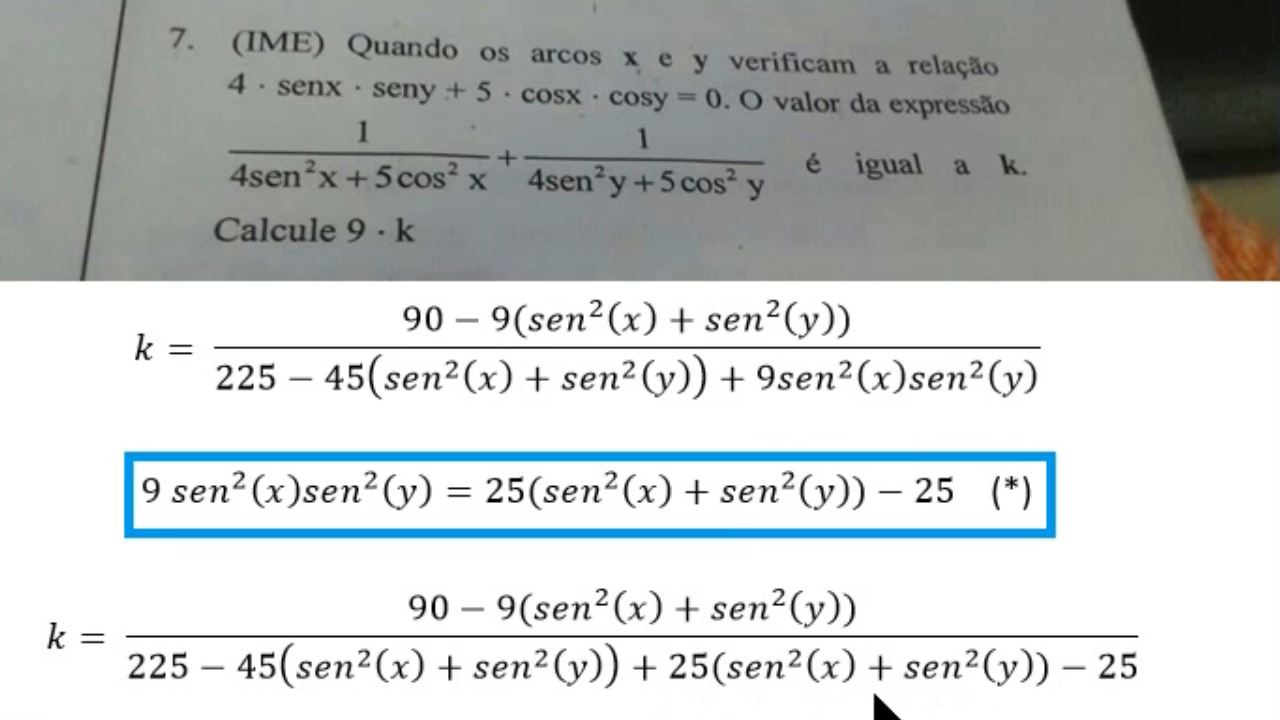 7. (IME) Quando os arcos x e y verificam a relação
4 · senx · seny + 5 · cosx · cosy = 0. O valor da expressão
1/(4sen²x + 5cos² x) + 1/(4sen²y + 5cos² y) é igual a k.
Calcule 9 · k
k = (90 − 9(sen²(x) + sen²(y)))/(225 − 45(sen²(x) + sen²(y)) + 9sen²(x)sen²(y))
9 sen²(x)sen²(y) = 25(sen²(x) + sen²(y)) − 25 (*)
k = (90 − 9(sen²(x) + sen²(y)))/(225 − 45(sen²(x) + sen²(y)) + 25(sen²(x) + sen²(y)) − 25)